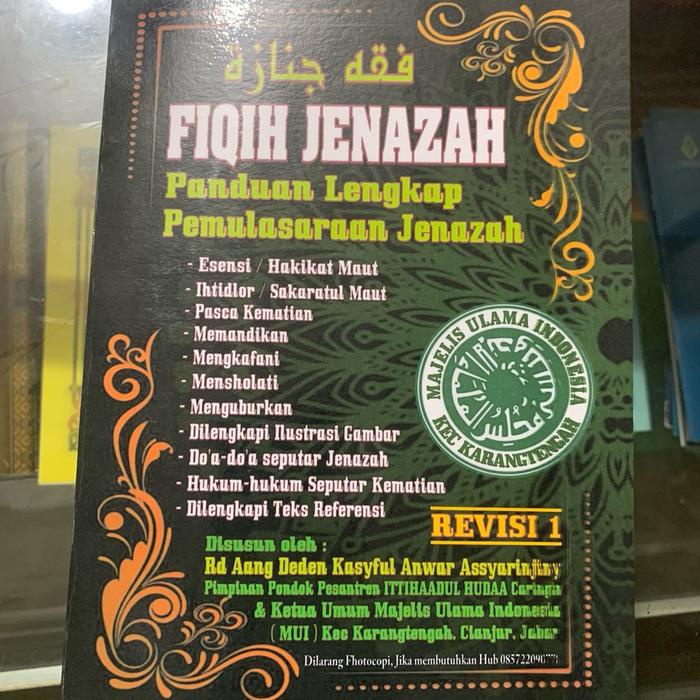 فقه جنازة
FIQIH JENAZAH
Panduan Lengkap
Pemulasaraan Jenazah
- Esensi / Hakikat Maut
- Ihtidlor / Sakaratul Maut
- Pasca Kematian
- Memandikan
- Mengkafani
- Mensholati
- Menguburkan
- Dilengkapi Ilustrasi Gambar
- Do'a-do'a seputar Jenazah
- Hukum-hukum Seputar Kematian
- Dilengkapi Teks Referensi
MAJELIS ULAMA INDONESIA
KEC KARANGTENGAH
REVISI 1
Disusun oleh :
Rd Aang Deden Kasyful Anwar Assyarinjiny
Pimpinan Pondok Pesantren ITTIHAADUL HUDAA Caringin
& Ketua Umum Majelis Ulama Indonesia
( MUI ) Kec Karangtengah, Cianjur, Jabar
Dilarang Fhotocopi, Jika membutuhkan Hub